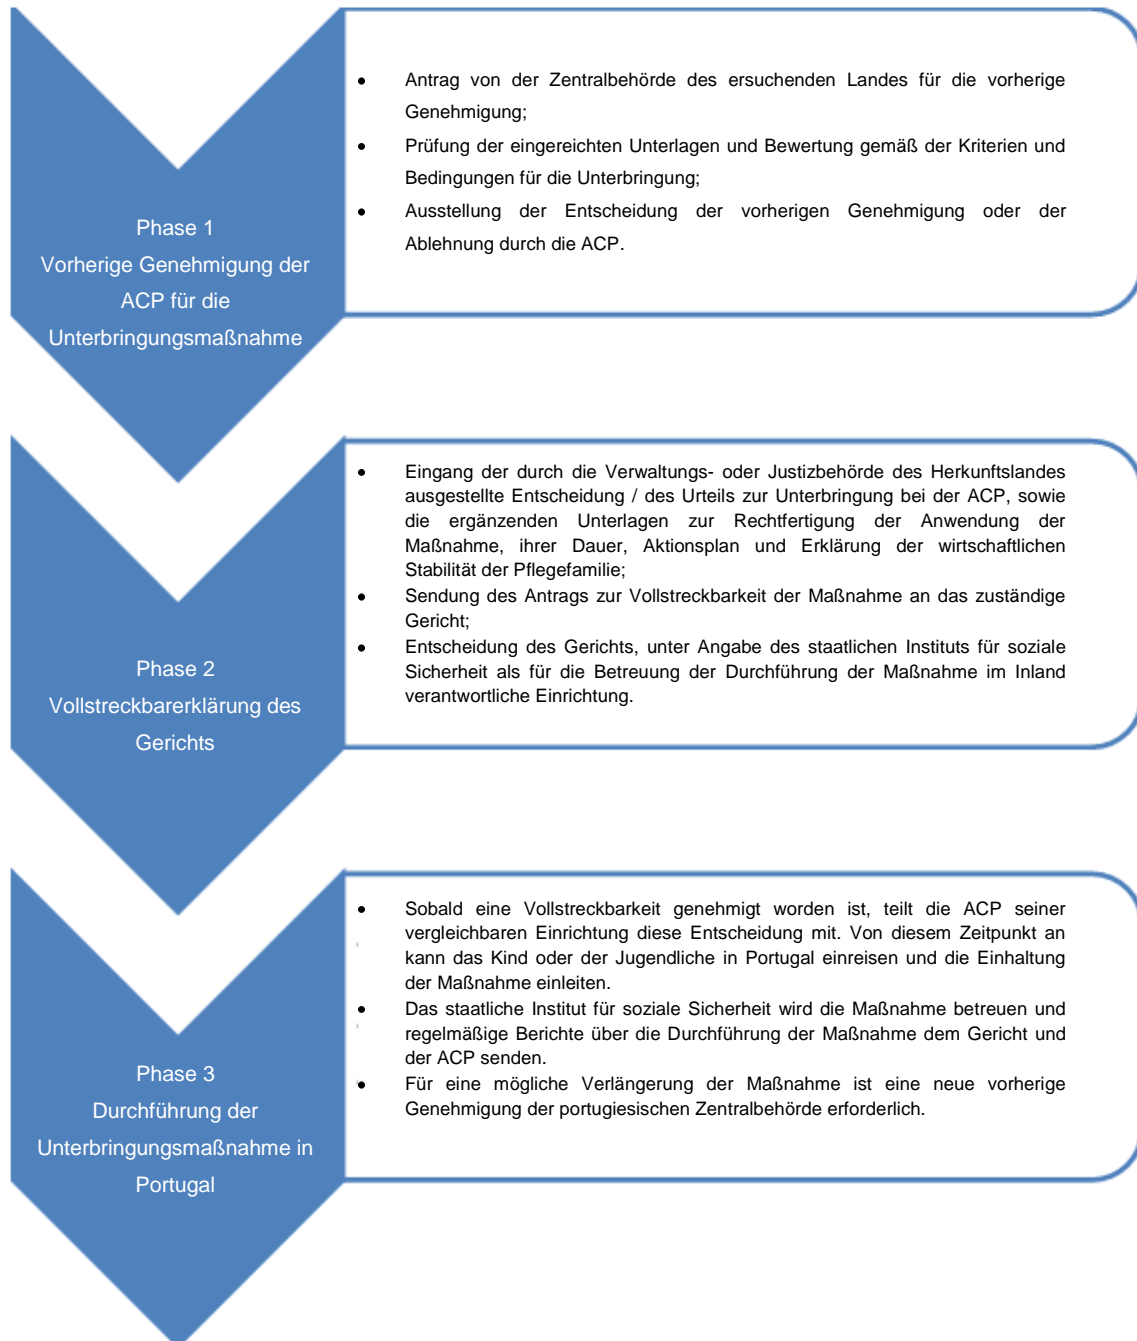 Phase 1
Vorherige Genehmigung der
ACP für die
Unterbringungsmaßnahme
• Antrag von der Zentralbehörde des ersuchenden Landes für die vorherige
Genehmigung;
• Prüfung der eingereichten Unterlagen und Bewertung gemäß der Kriterien und
Bedingungen für die Unterbringung;
• Ausstellung der Entscheidung der vorherigen Genehmigung oder der
Ablehnung durch die ACP.
Phase 2
Vollstreckbarerklärung des
Gerichts
• Eingang der durch die Verwaltungs- oder Justizbehörde des Herkunftslandes
ausgestellte Entscheidung / des Urteils zur Unterbringung bei der ACP, sowie
die ergänzenden Unterlagen zur Rechtfertigung der Anwendung der
Maßnahme, ihrer Dauer, Aktionsplan und Erklärung der wirtschaftlichen
Stabilität der Pflegefamilie;
• Sendung des Antrags zur Vollstreckbarkeit der Maßnahme an das zuständige
Gericht;
• Entscheidung des Gerichts, unter Angabe des staatlichen Instituts für soziale
Sicherheit als für die Betreuung der Durchführung der Maßnahme im Inland
verantwortliche Einrichtung.
Phase 3
Durchführung der
Unterbringungsmaßnahme in
Portugal
• Sobald eine Vollstreckbarkeit genehmigt worden ist, teilt die ACP seiner
vergleichbaren Einrichtung diese Entscheidung mit. Von diesem Zeitpunkt an
kann das Kind oder der Jugendliche in Portugal einreisen und die Einhaltung
der Maßnahme einleiten.
• Das staatliche Institut für soziale Sicherheit wird die Maßnahme betreuen und
regelmäßige Berichte über die Durchführung der Maßnahme dem Gericht und
der ACP senden.
• Für eine mögliche Verlängerung der Maßnahme ist eine neue vorherige
Genehmigung der portugiesischen Zentralbehörde erforderlich.